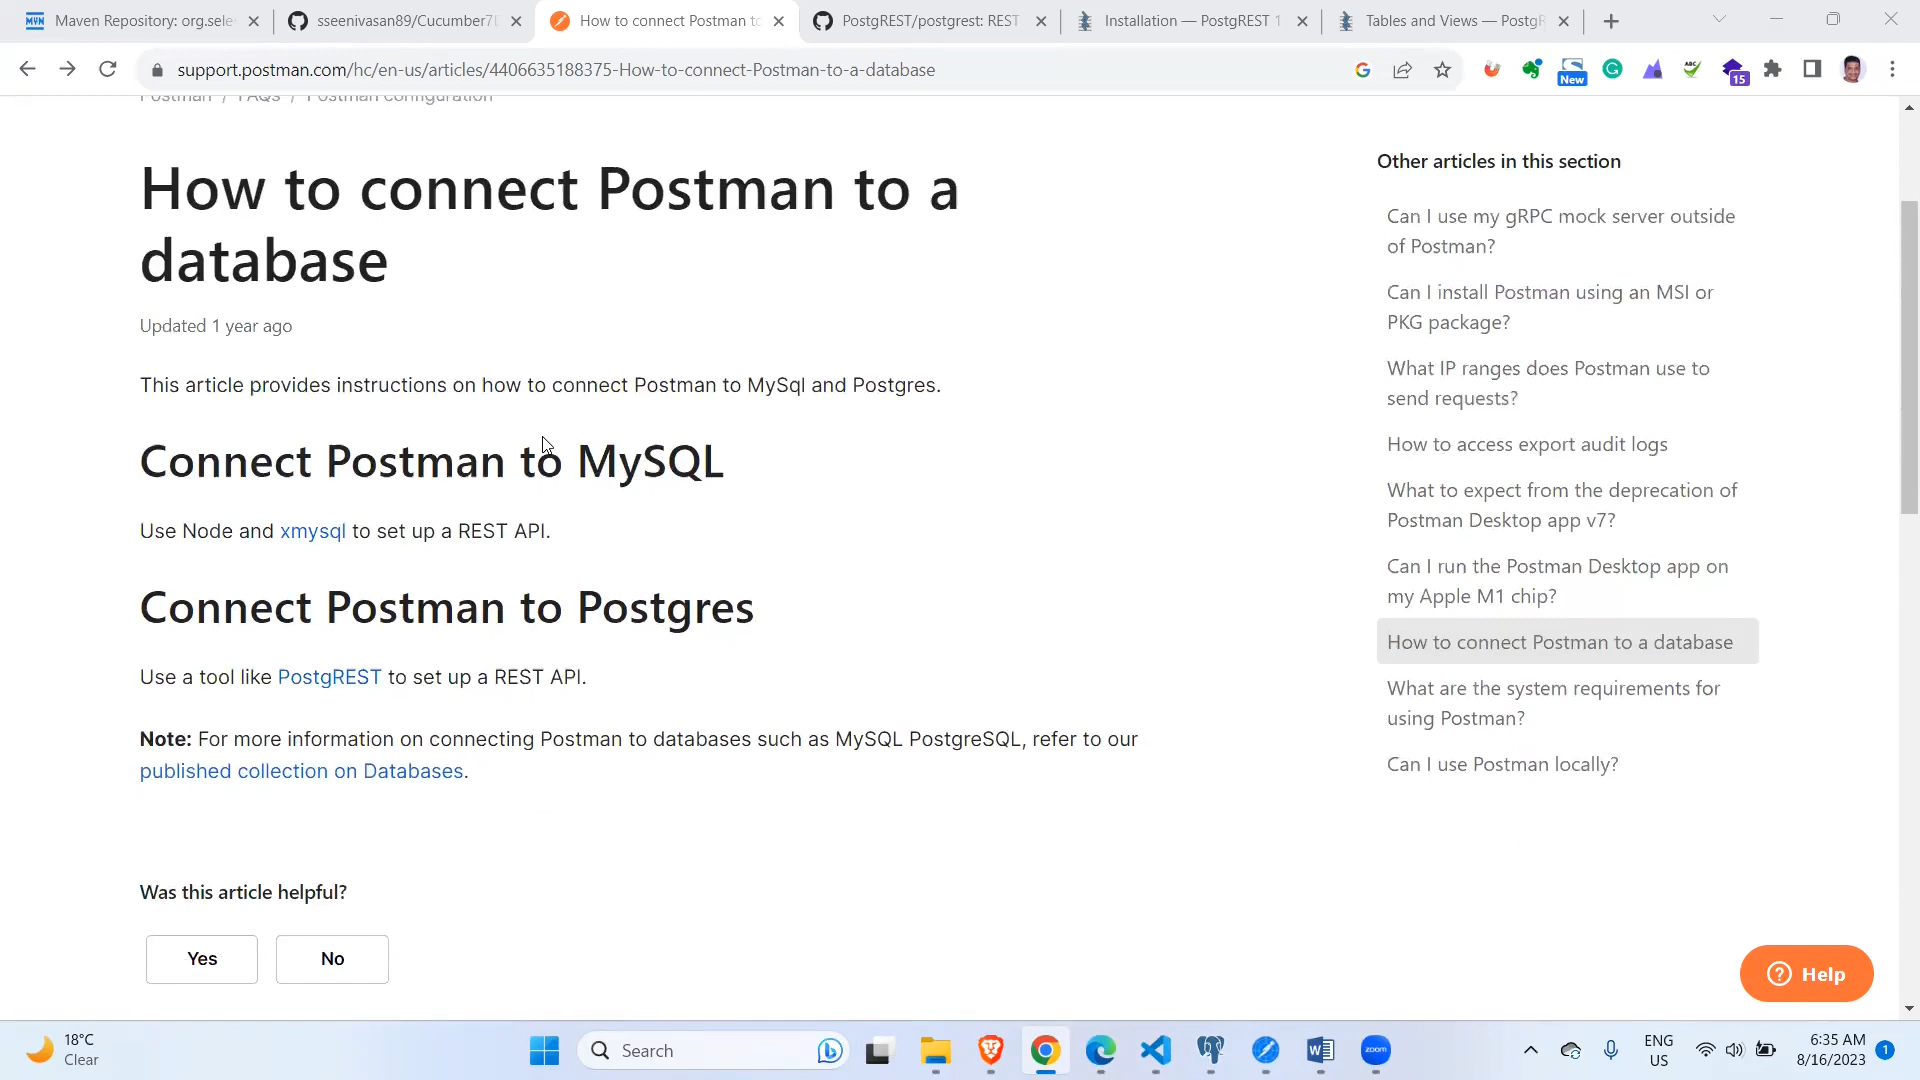 Maven Repository: org.sele
sseenivasan89/Cucumber7
How to connect Postman to
PostgREST/postgrest: REST
Installation — PostgREST 1
Tables and Views — PostgR
support.postman.com/hc/en-us/articles/4406635188375-How-to-connect-Postman-to-a-database
New
ABC
15
Postman / FAQs / Postman configuration
How to connect Postman to a
database
Updated 1 year ago
This article provides instructions on how to connect Postman to MySql and Postgres.
Connect Postman to MySQL
Use Node and xmysql to set up a REST API.
Connect Postman to Postgres
Use a tool like PostgREST to set up a REST API.
Note: For more information on connecting Postman to databases such as MySQL PostgreSQL, refer to our
published collection on Databases.
Was this article helpful?
Yes
No
Other articles in this section
Can I use my gRPC mock server outside
of Postman?
Can I install Postman using an MSI or
PKG package?
What IP ranges does Postman use to
send requests?
How to access export audit logs
What to expect from the deprecation of
Postman Desktop app v7?
Can I run the Postman Desktop app on
my Apple M1 chip?
How to connect Postman to a database
What are the system requirements for
using Postman?
Can I use Postman locally?
Help
18°C
Clear
Search
zoom
ENG
US
6:35 AM
8/16/2023
1